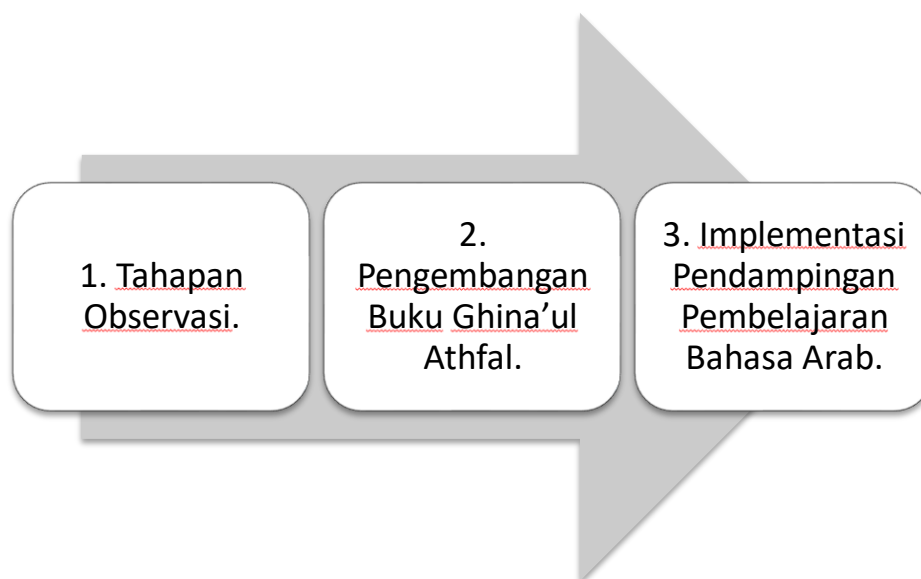 1. Tahapan
Observasi.
2.
Pengembangan
Buku Ghina’ul
Athfal.
3. Implementasi
Pendampingan
Pembelajaran
Bahasa Arab.